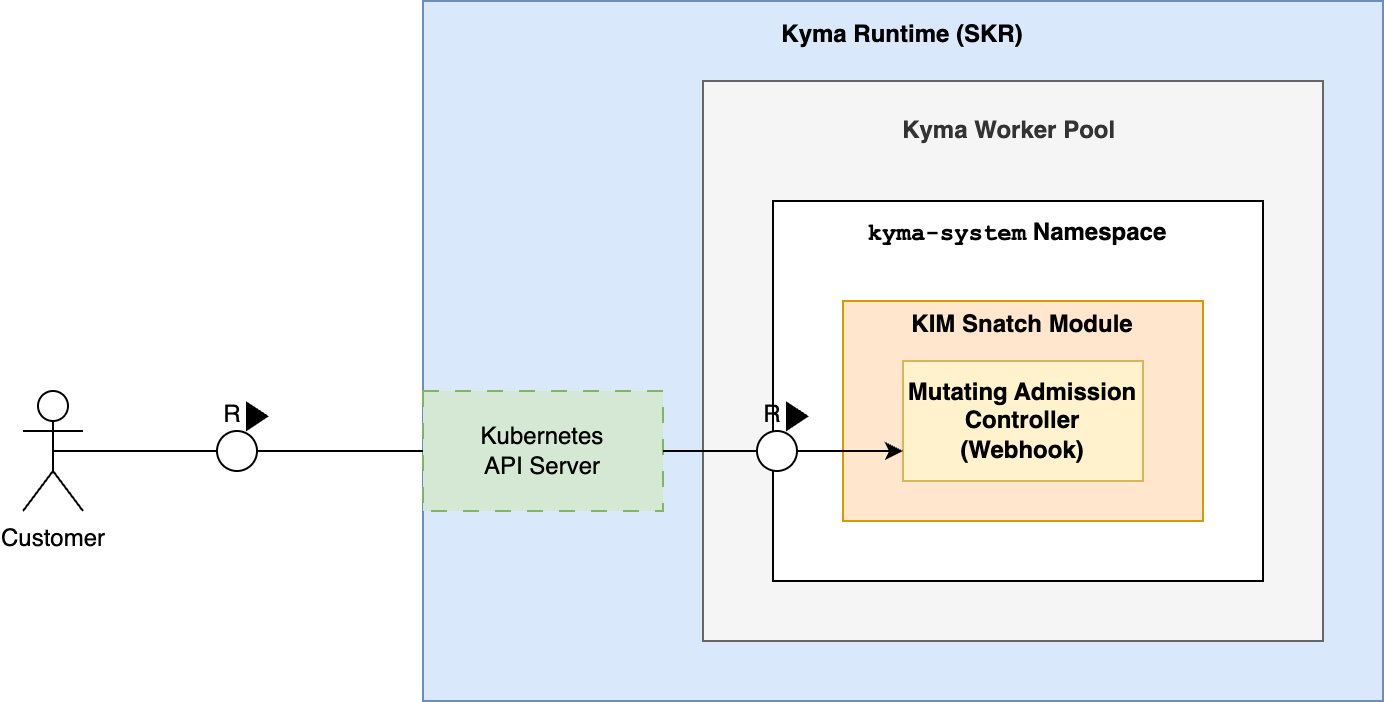 Kyma Runtime (SKR)
Kyma Worker Pool
kyma-system Namespace
KIM Snatch Module
Mutating Admission
Controller
(Webhook)
R
R
Kubernetes
API Server
Customer